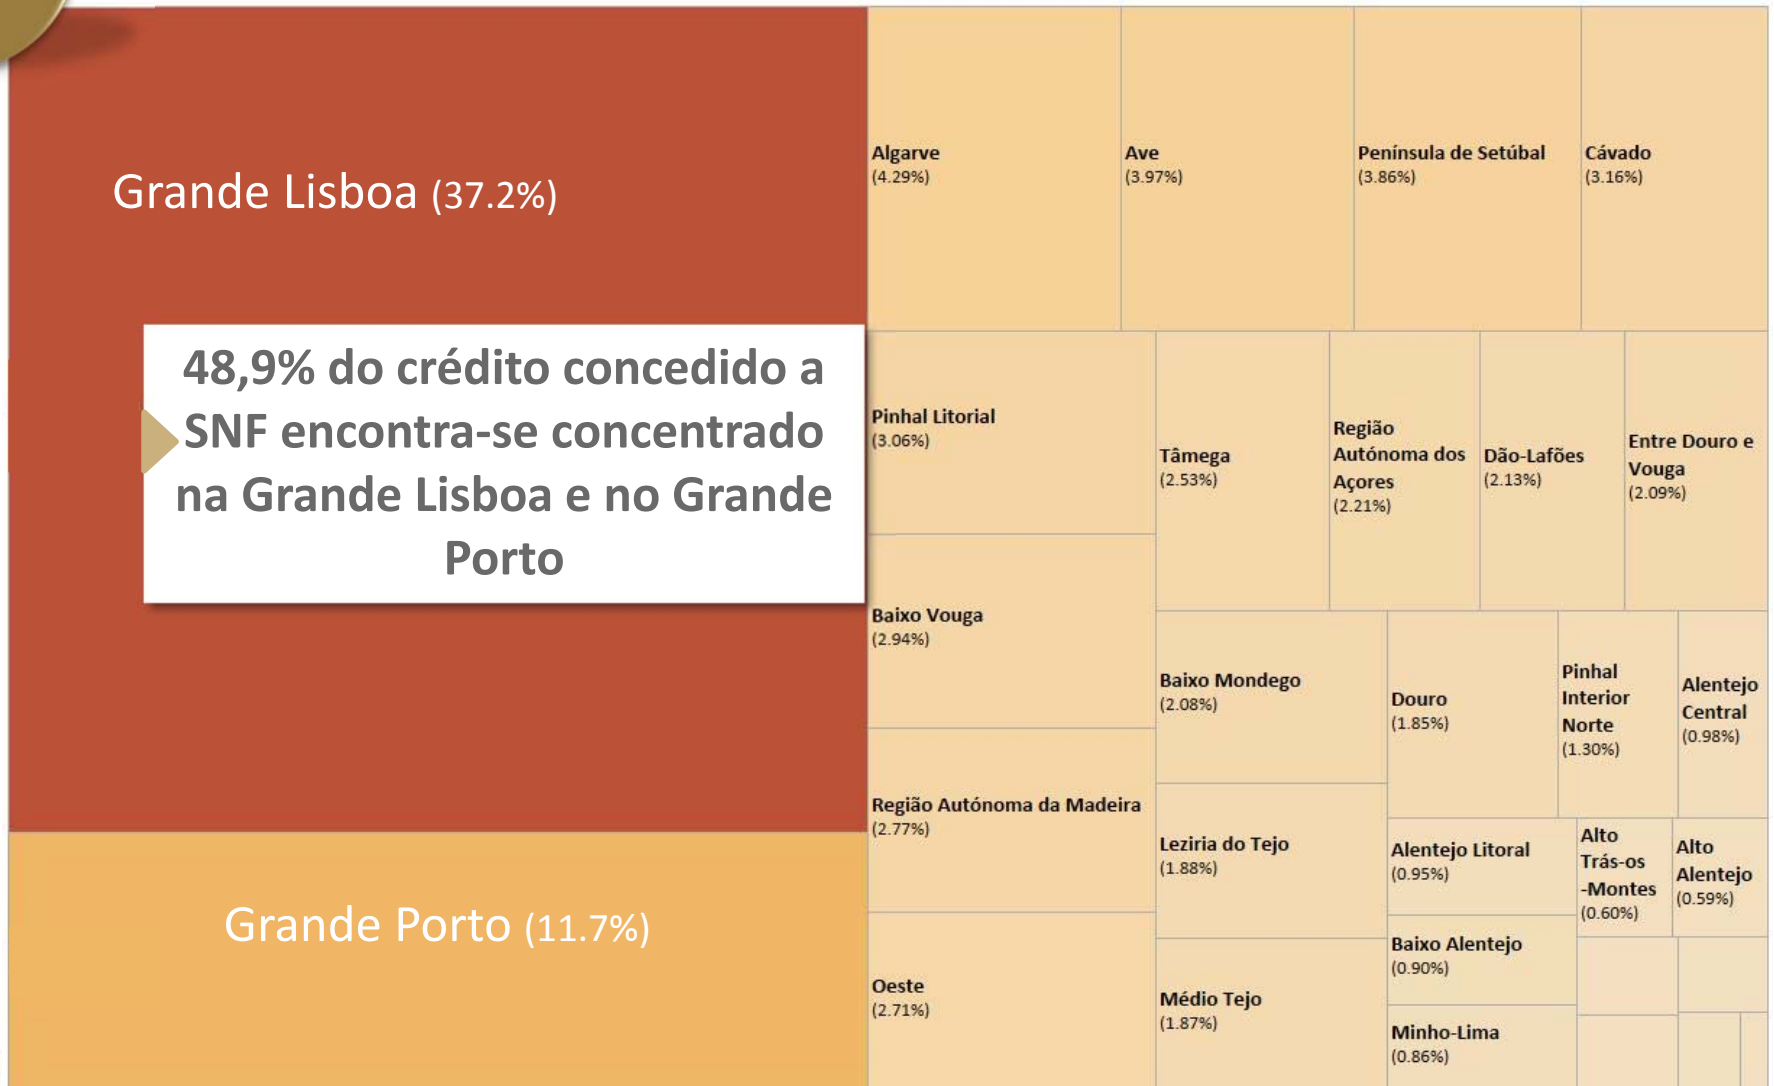 Grande Lisboa (37.2%)
48,9% do crédito concedido a
SNF encontra-se concentrado
na Grande Lisboa e no Grande
Porto
Grande Porto (11.7%)
Algarve
(4.29%)
Ave
(3.97%)
Península de Setúbal
(3.86%)
Cávado
(3.16%)
Pinhal Litorial
(3.06%)
Baixo Vouga
(2.94%)
Região Autónoma da Madeira
(2.77%)
Oeste
(2.71%)
Tâmega
(2.53%)
Região
Autónoma dos
Açores
(2.21%)
Dão-Lafões
(2.13%)
Entre Douro e
Vouga
(2.09%)
Baixo Mondego
(2.08%)
Leziria do Tejo
(1.88%)
Médio Tejo
(1.87%)
Douro
(1.85%)
Pinhal
Interior
Norte
(1.30%)
Alentejo
Central
(0.98%)
Alentejo Litoral
(0.95%)
Baixo Alentejo
(0.90%)
Minho-Lima
(0.86%)
Alto
Trás-os
-Montes
(0.60%)
Alto
Alentejo
(0.59%)